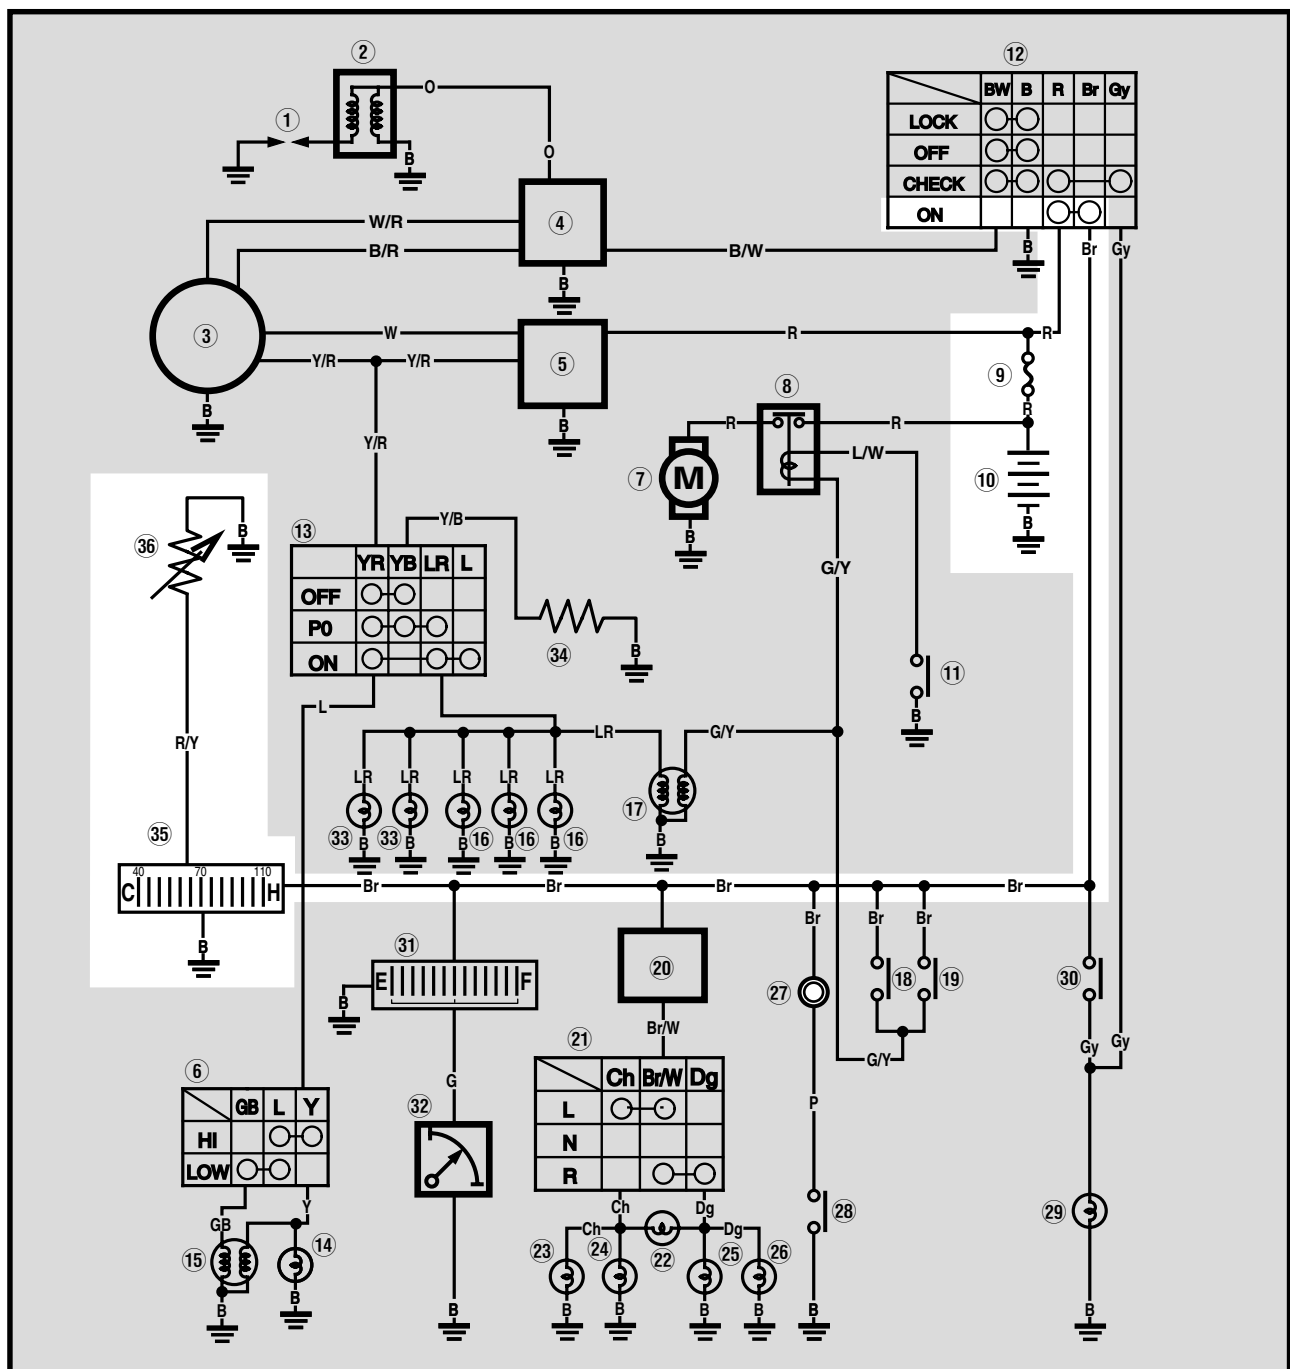 ②
⑫
BW B R Br Gy
LOCK
OFF
CHECK
ON
①
O
B
O
W/R
④
B/R
B/W
B
Br
Gy
B
③
W
⑤
R
R
Y/R
Y/R
⑨
⑧
B
B
R
R
R
Y/R
L/W
⑦
M
⑩
B
B
⑬
Y/B
㊱
B
YR YB LR L
OFF
P0
ON
G/Y
㉞
B
⑪
B
L
R/Y
LR
G/Y
LR
LR
LR
LR
LR
⑰
㉟
㉝
㉝
⑯
⑯
⑯
B
B
B
B
B
B
40 70 110
C H
Br
Br
Br
Br
B
Br
Br
Br
㉛
E F
B
⑳
㉗
⑱
⑲
㉚
Br/W
㉑
G/Y
Gy
Gy
⑥
GB L Y
HI
LOW
G
㉜
Ch Br/W Dg
L
N
R
P
Y
GB
Ch
Dg
㉘
㉙
Ch
Dg
⑮
⑭
㉓
㉔
㉒
㉕
㉖
B
B
B
B
B
B
B
B
B